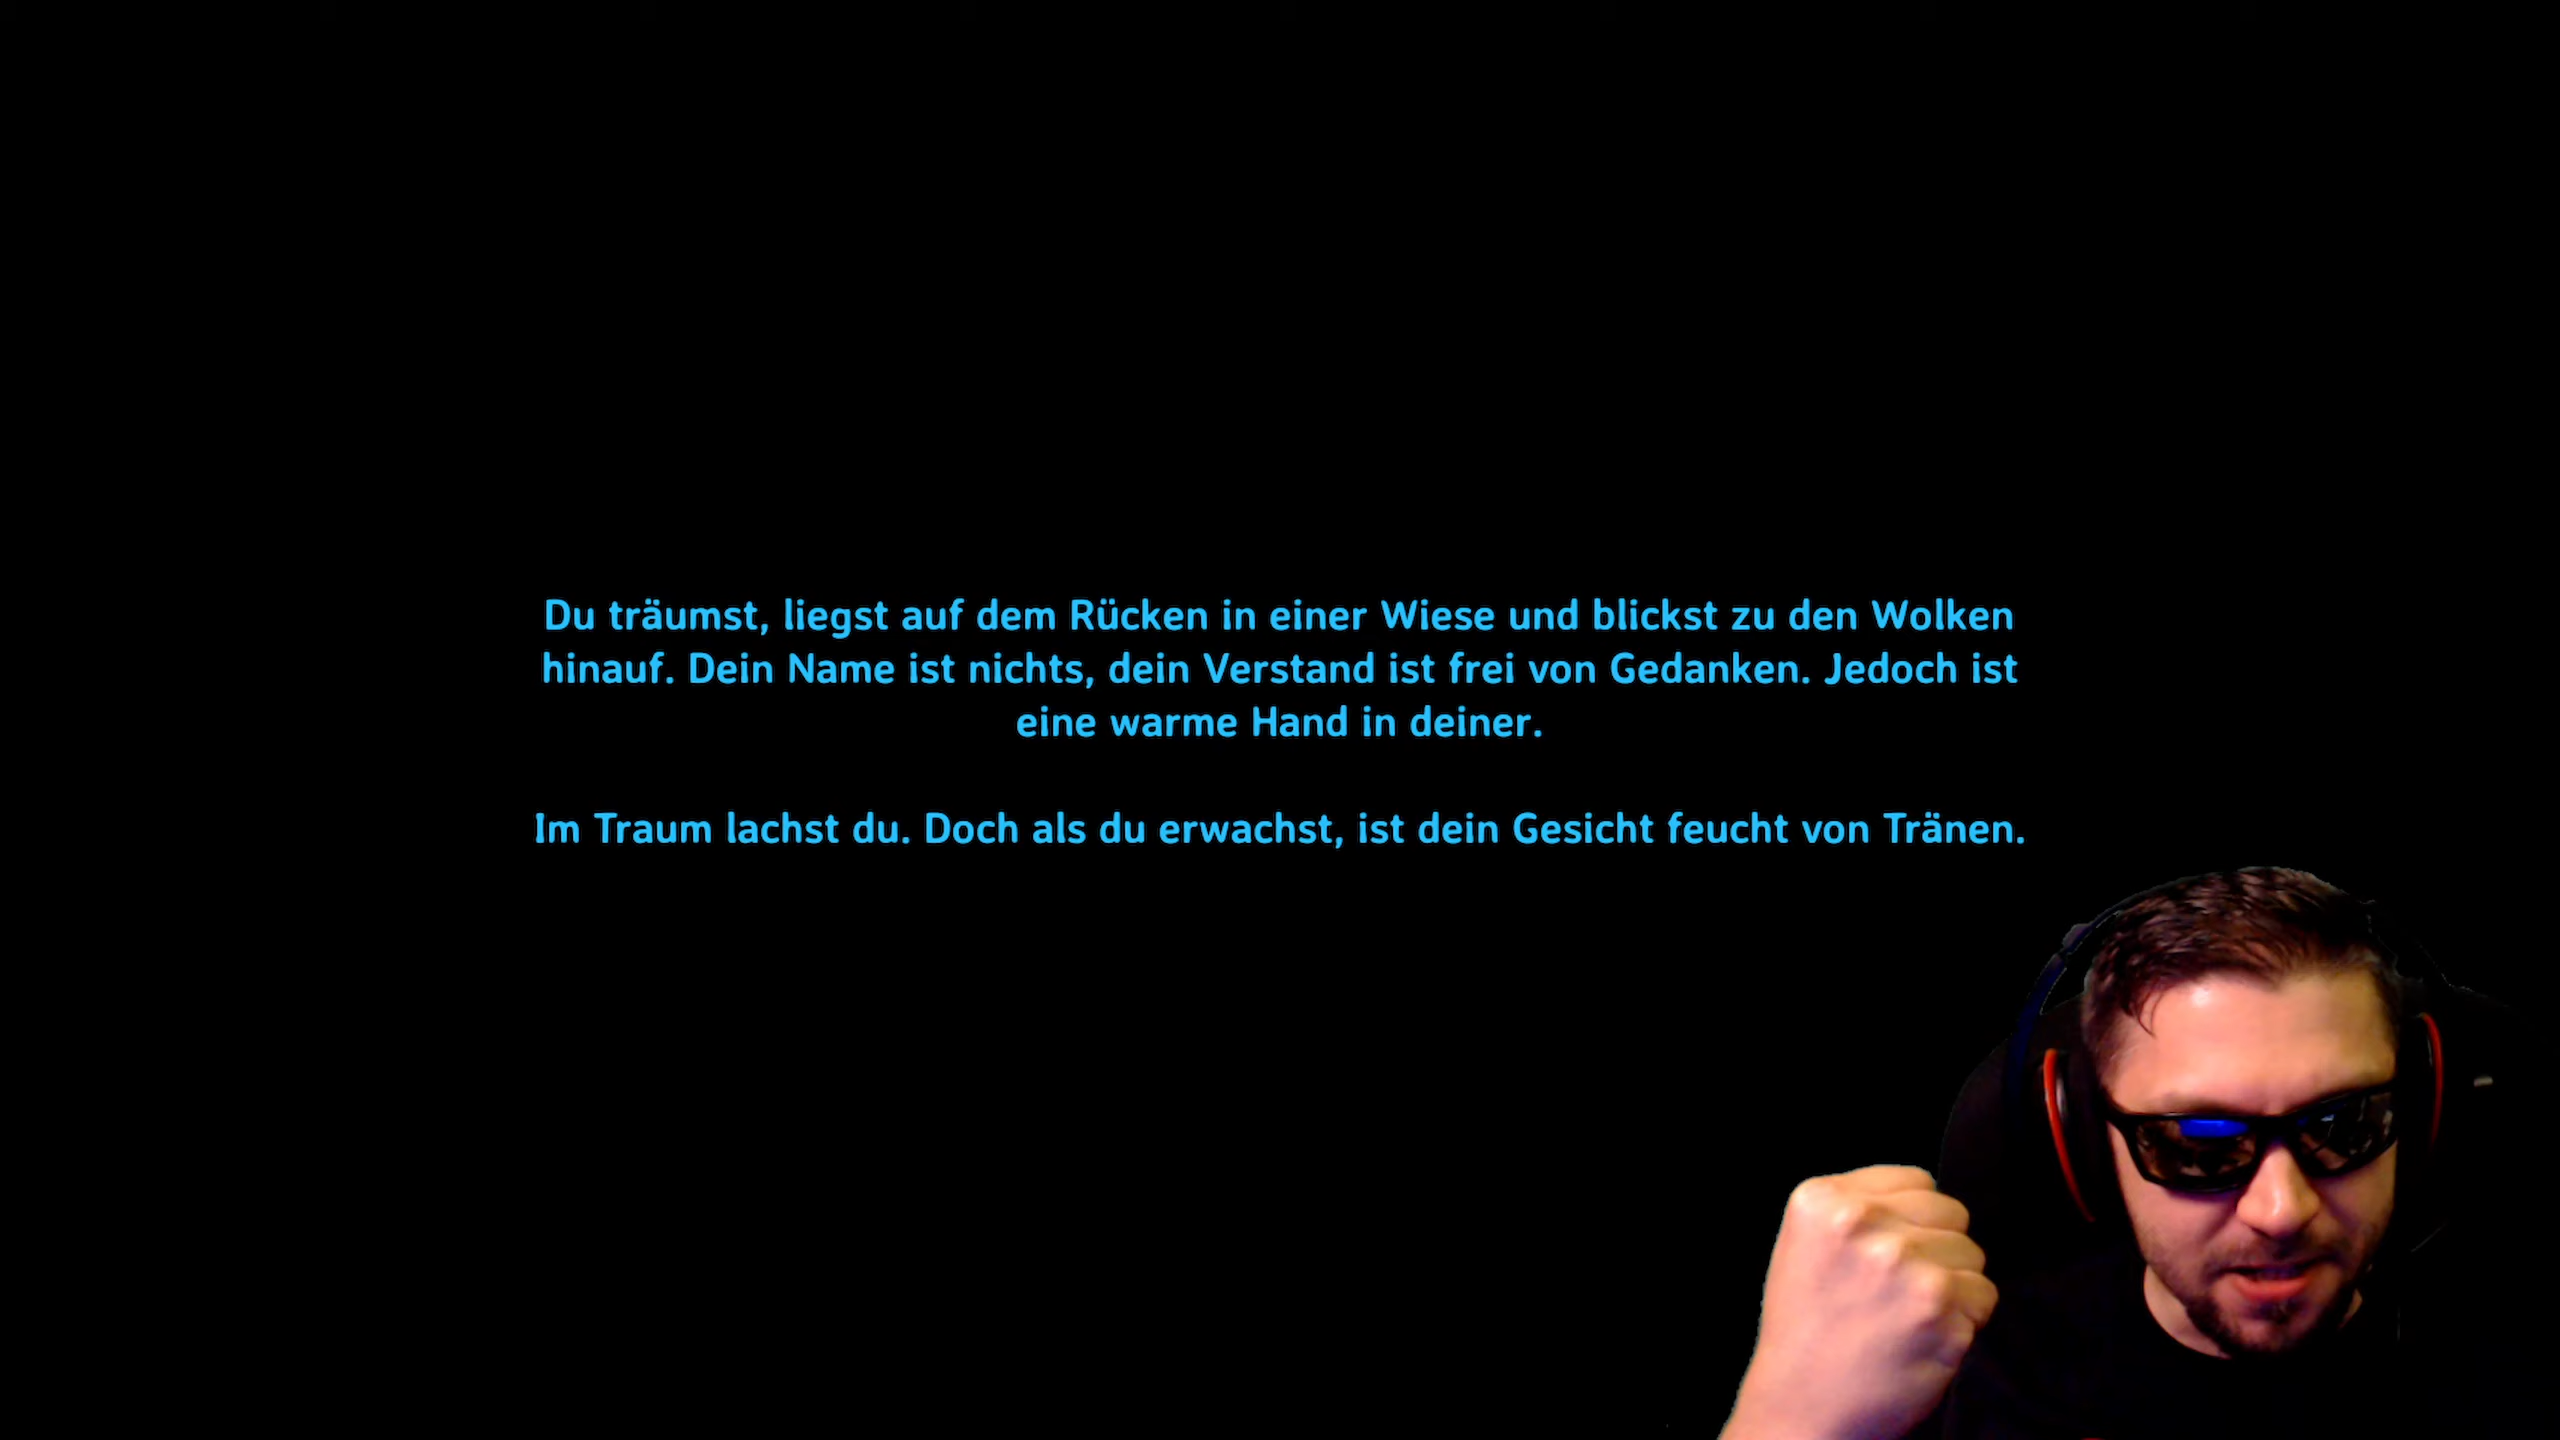 Du träumst, liegst auf dem Rücken in einer Wiese und blickst zu den Wolken
hinauf. Dein Name ist nichts, dein Verstand ist frei von Gedanken. Jedoch ist
eine warme Hand in deiner.
Im Traum lachst du. Doch als du erwachst, ist dein Gesicht feucht von Tränen.